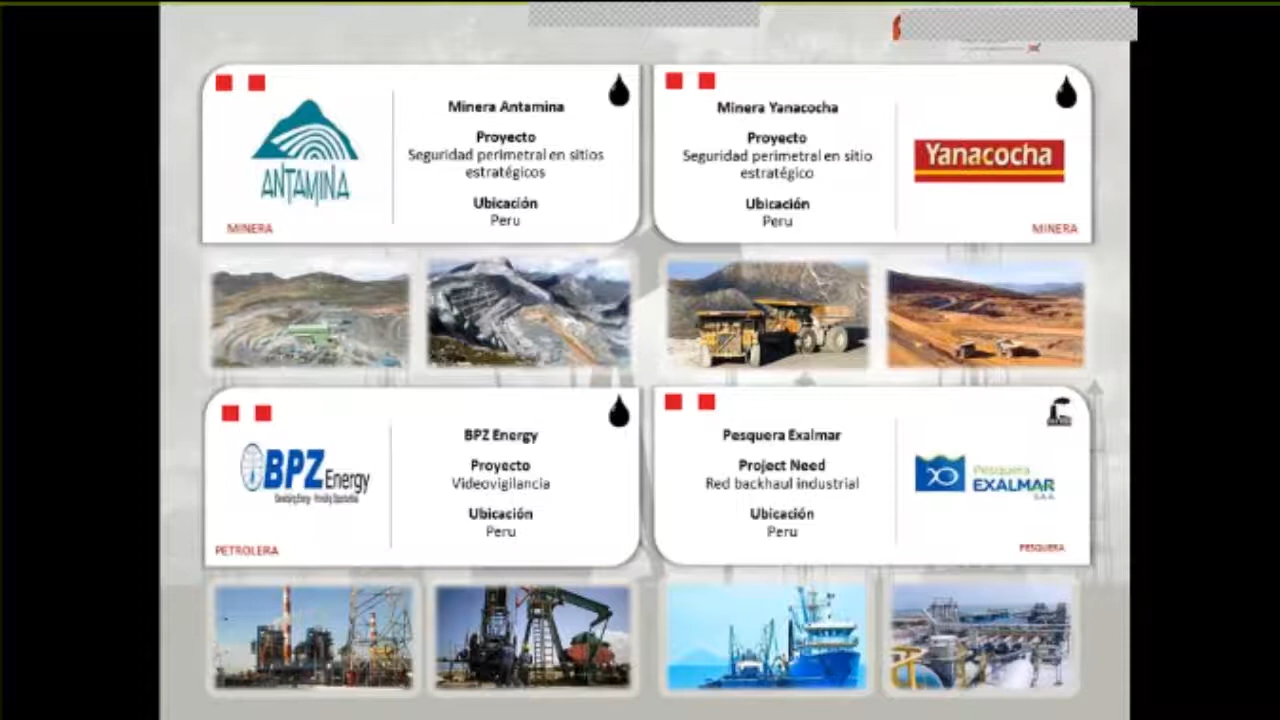 ANTAMINA
MINERA
Minera Antamina
Proyecto
Seguridad perimetral en sitios
estratégicos
Ubicación
Peru
Minera Yanacocha
Proyecto
Seguridad perimetral en sitio
estratégico
Ubicación
Peru
Yanacocha
MINERA
BPZ Energy
PETROLERA
BPZ Energy
Proyecto
Videovigilancia
Ubicación
Peru
Pesquera Exalmar
Project Need
Red backhaul industrial
Ubicación
Peru
Pesquera
EXALMAR
S.A.A.
PESQUERA